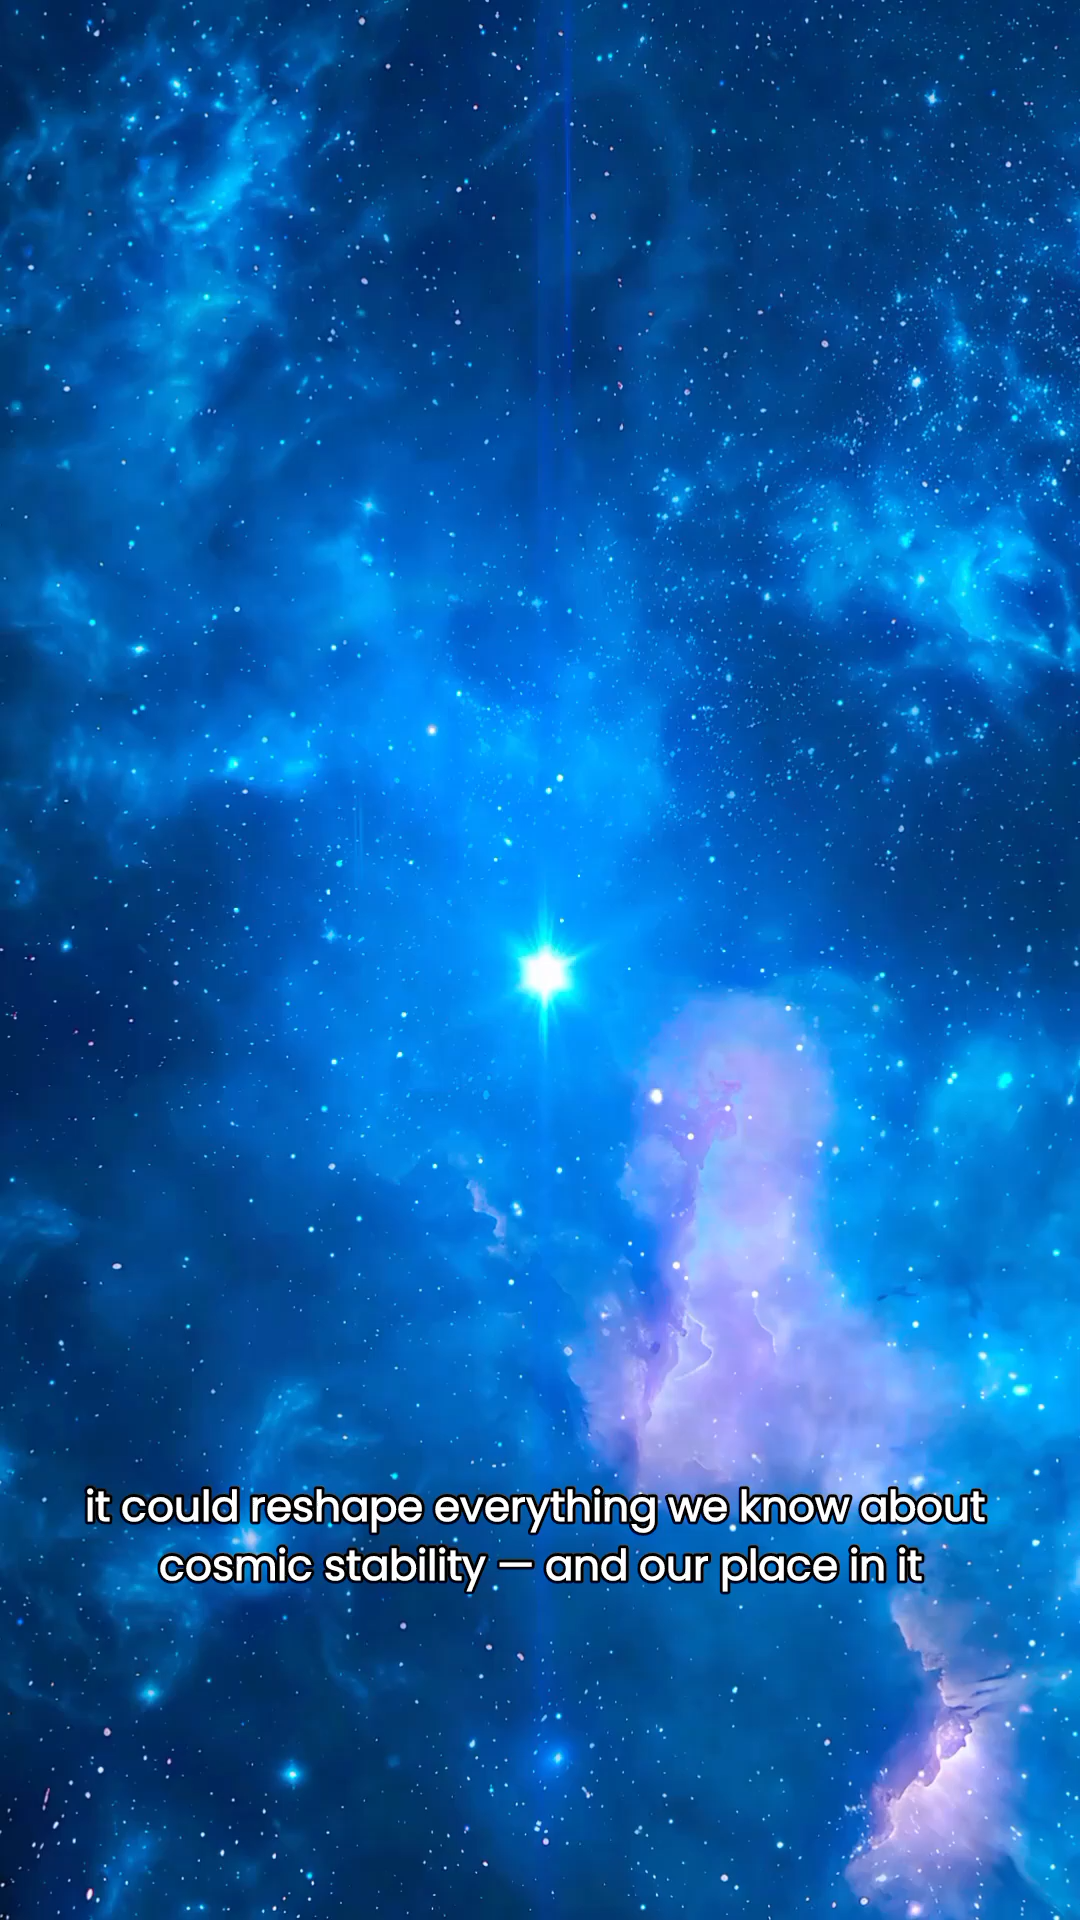 it could reshape everything we know about
cosmic stability — and our place in it